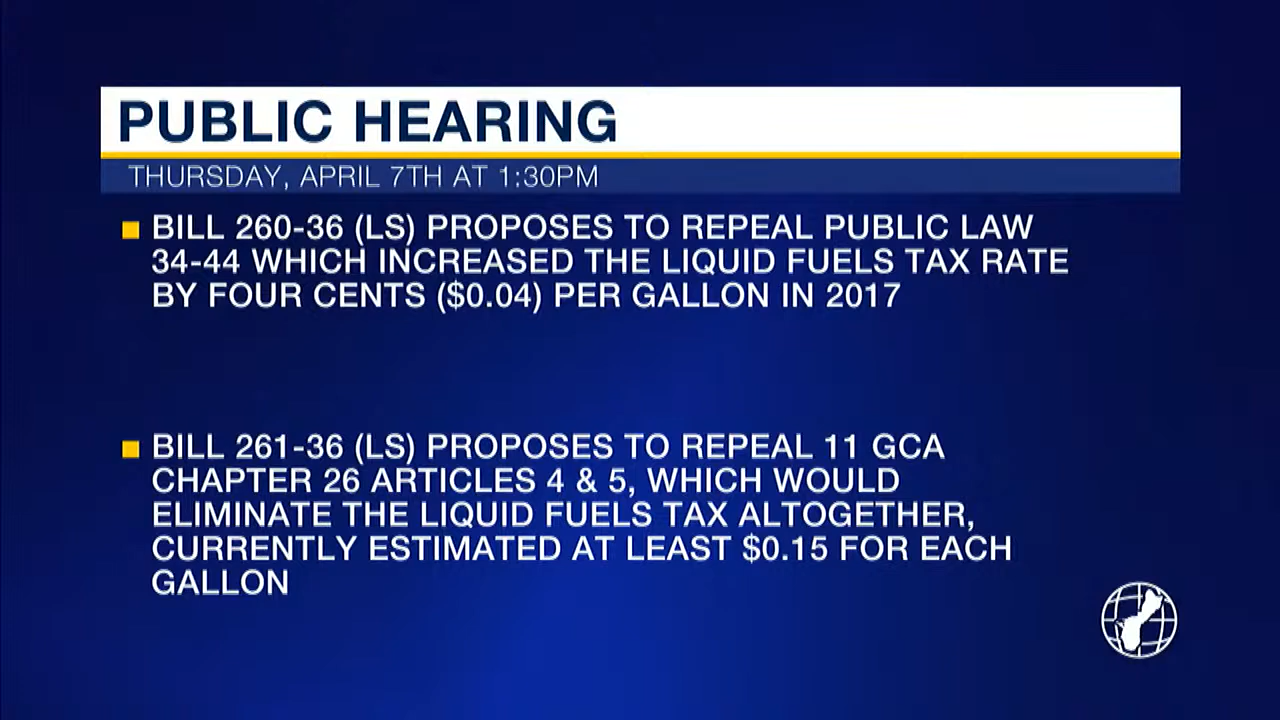 PUBLIC HEARING
THURSDAY, APRIL 7TH AT 1:30PM
BILL 260-36 (LS) PROPOSES TO REPEAL PUBLIC LAW
34-44 WHICH INCREASED THE LIQUID FUELS TAX RATE
BY FOUR CENTS ($0.04) PER GALLON IN 2017
BILL 261-36 (LS) PROPOSES TO REPEAL 11 GCA
CHAPTER 26 ARTICLES 4 & 5, WHICH WOULD
ELIMINATE THE LIQUID FUELS TAX ALTOGETHER,
CURRENTLY ESTIMATED AT LEAST $0.15 FOR EACH
GALLON